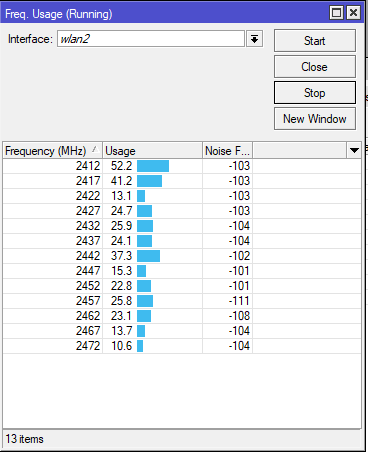 Freq. Usage (Running)
Interface: wlan2
Start
Close
Stop
New Window
Frequency (MHz) Usage Noise F...
2412 52.2 -103
2417 41.2 -103
2422 13.1 -103
2427 24.7 -103
2432 25.9 -104
2437 24.1 -104
2442 37.3 -102
2447 15.3 -101
2452 22.8 -101
2457 25.8 -111
2462 23.1 -108
2467 13.7 -104
2472 10.6 -104
13 items